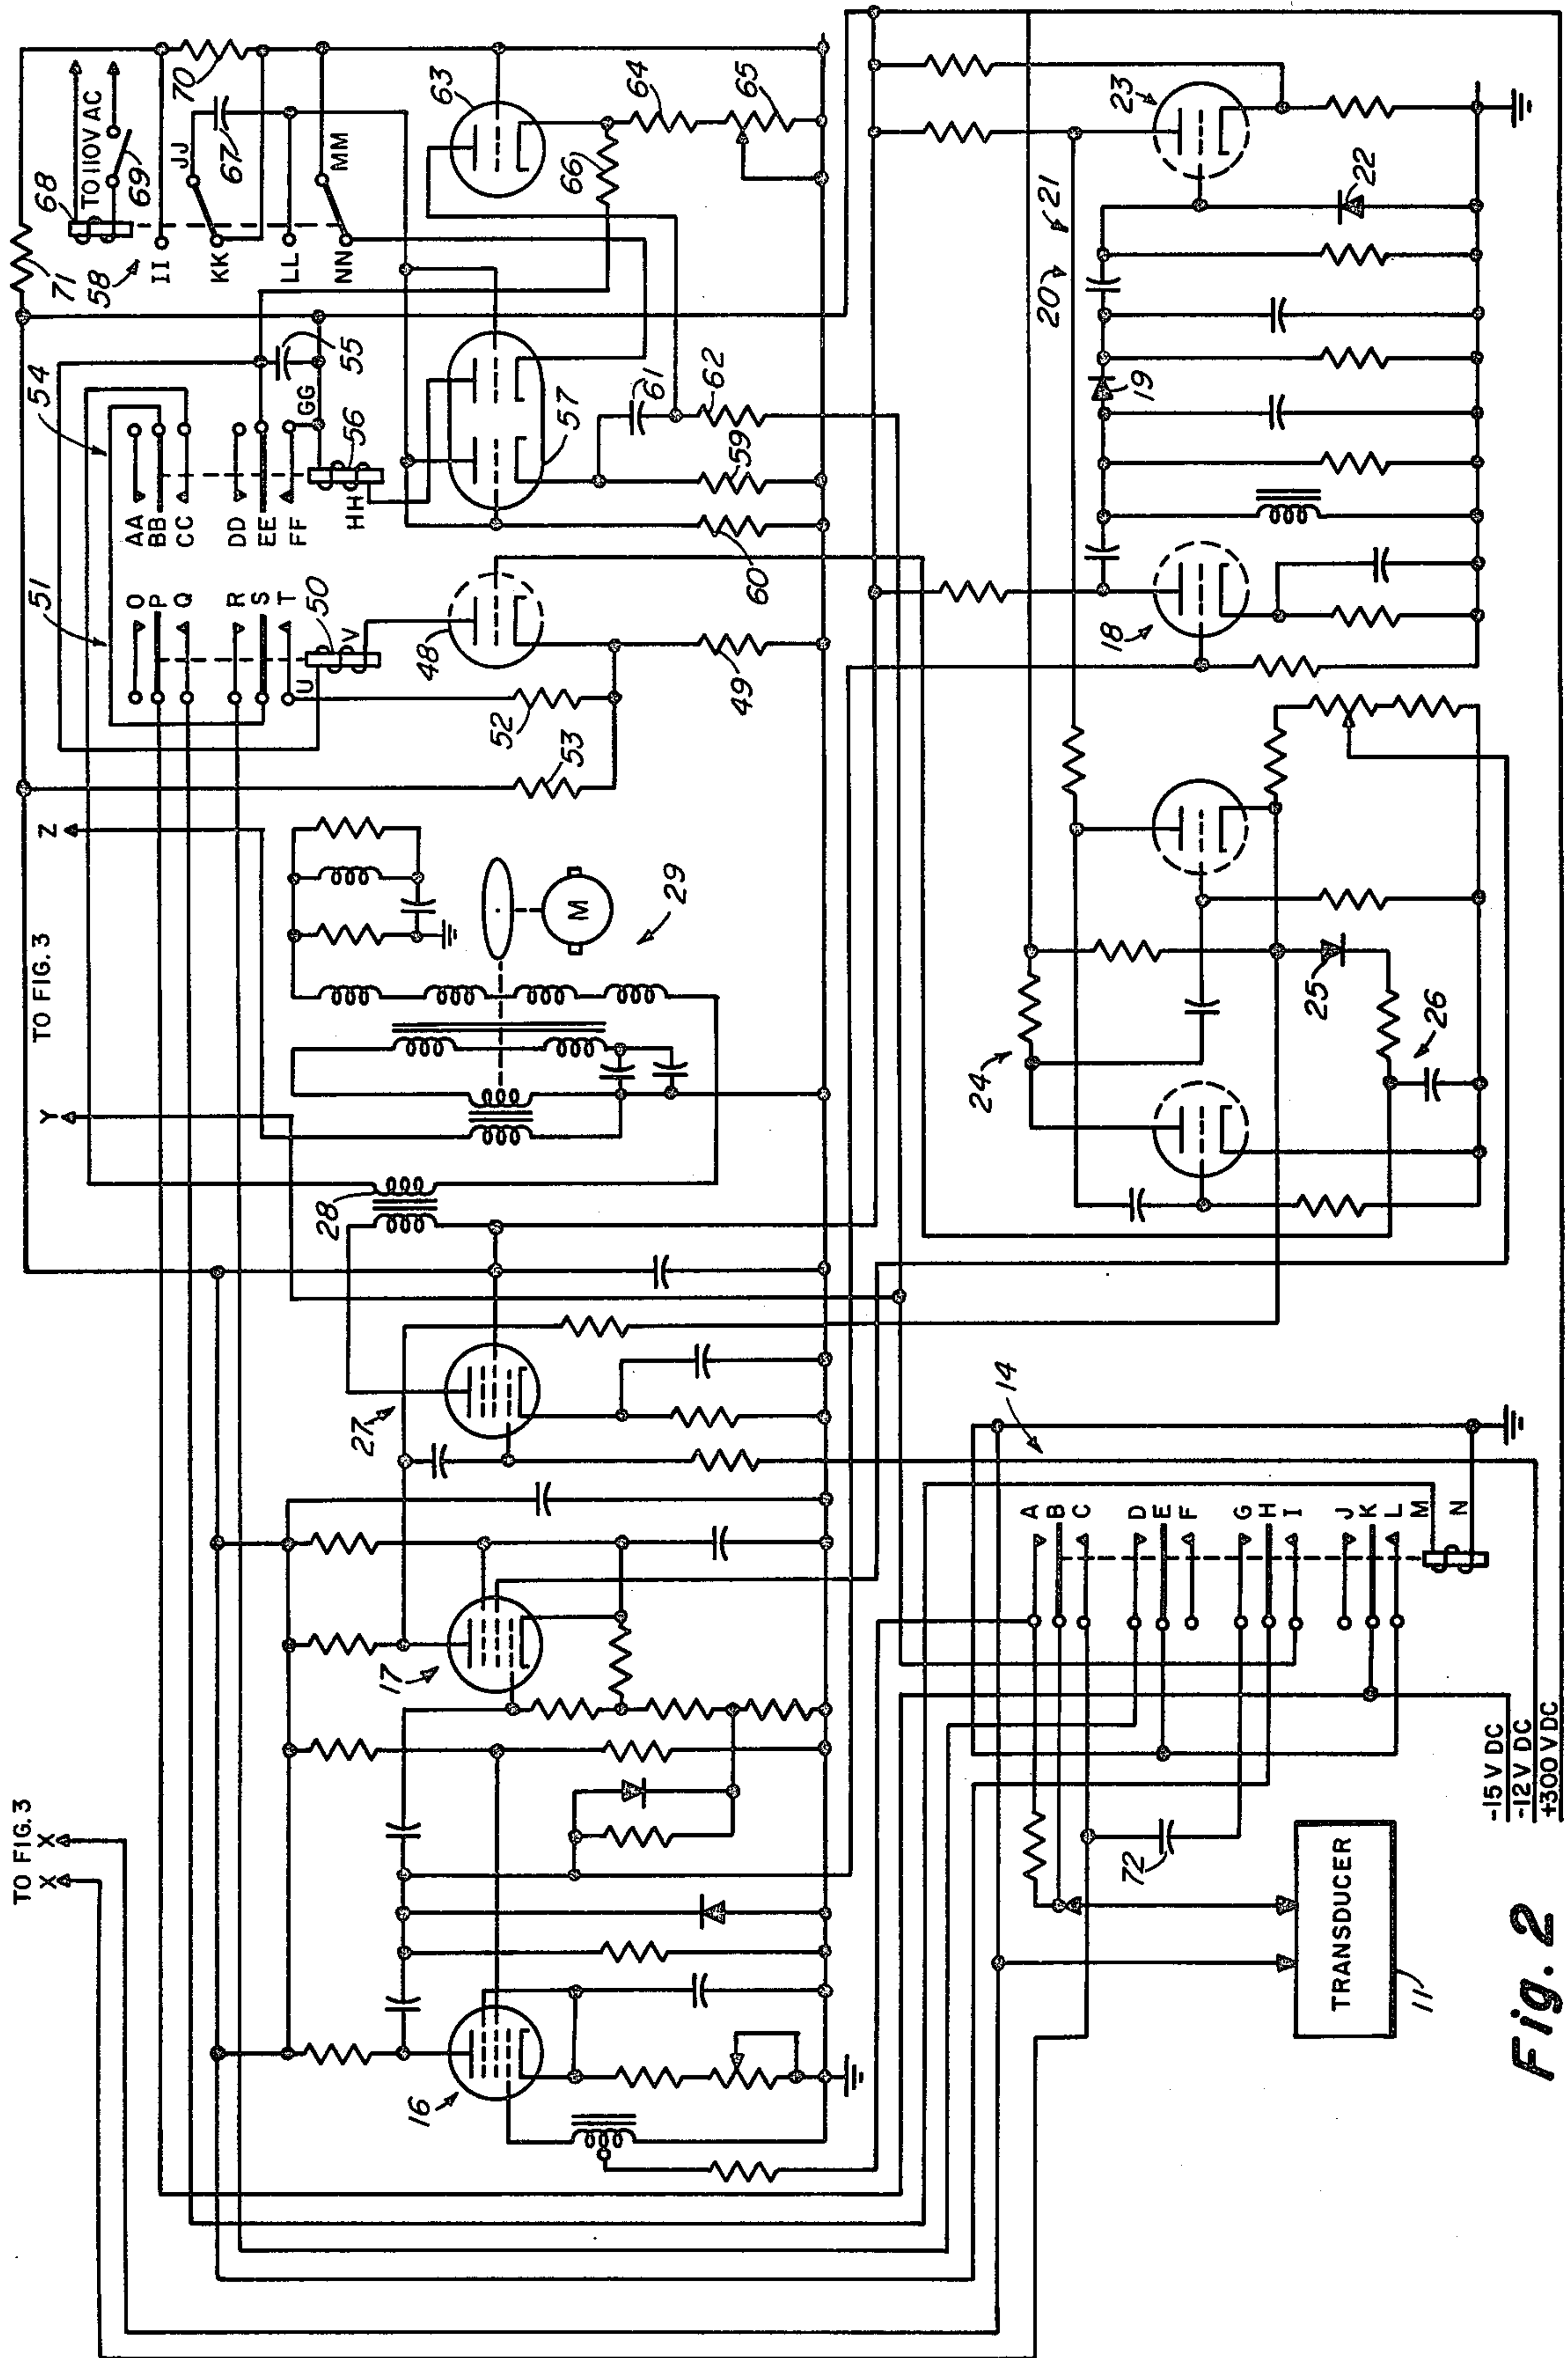 TO FIG. 3
X X
TO FIG. 3
Y
Z
71
68
TO 110V AC
69
58
II
70
JJ
KK
67
LL
MM
NN
54
51
O
P
Q
R
S
T
U
V
50
AA
BB
CC
DD
EE
FF
GG
HH
55
56
28
29
M
52
53
48
49
57
59
60
61
62
63
64
65
66
16
17
27
14
A
B
C
D
E
F
G
H
I
J
K
L
M
N
72
TRANSDUCER
11
-15V DC
-12V DC
+300V DC
24
25
26
18
19
20
21
22
23
Fig. 2